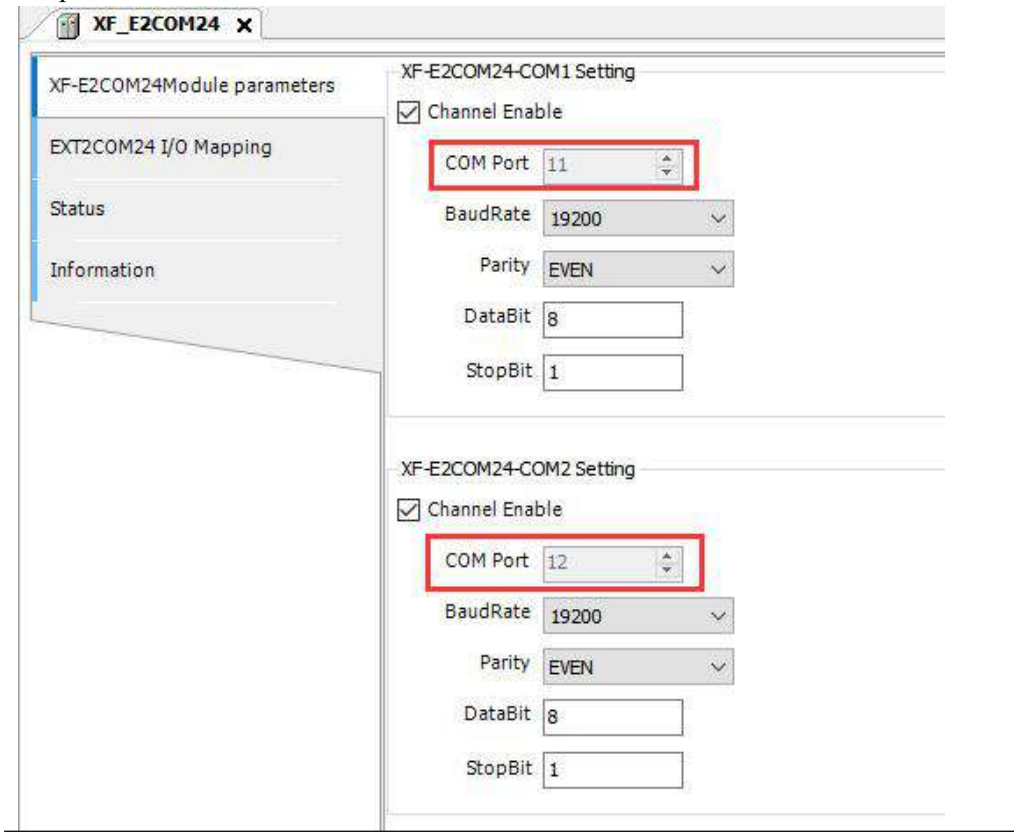 XF_E2COM24 x
XF-E2COM24Module parameters
EXT2COM24 I/O Mapping
Status
Information
XF-E2COM24-COM1 Setting
Channel Enable
COM Port 11
BaudRate 19200
Parity EVEN
DataBit 8
StopBit 1
XF-E2COM24-COM2 Setting
Channel Enable
COM Port 12
BaudRate 19200
Parity EVEN
DataBit 8
StopBit 1